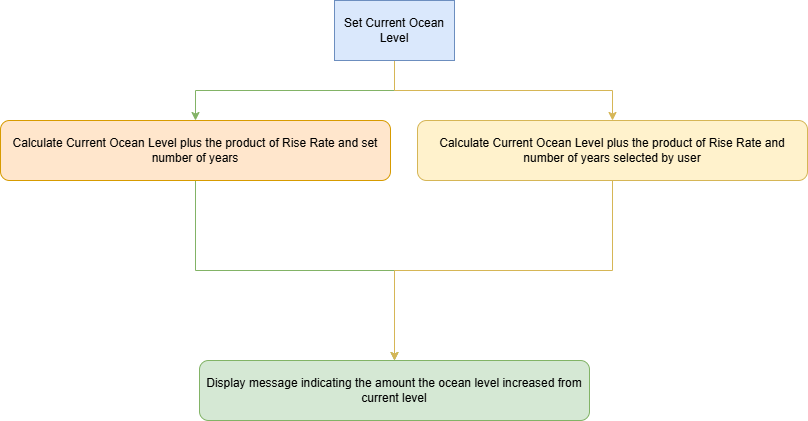 Set Current Ocean
Level
Calculate Current Ocean Level plus the product of Rise Rate and set
number of years
Calculate Current Ocean Level plus the product of Rise Rate and
number of years selected by user
Display message indicating the amount the ocean level increased from
current level